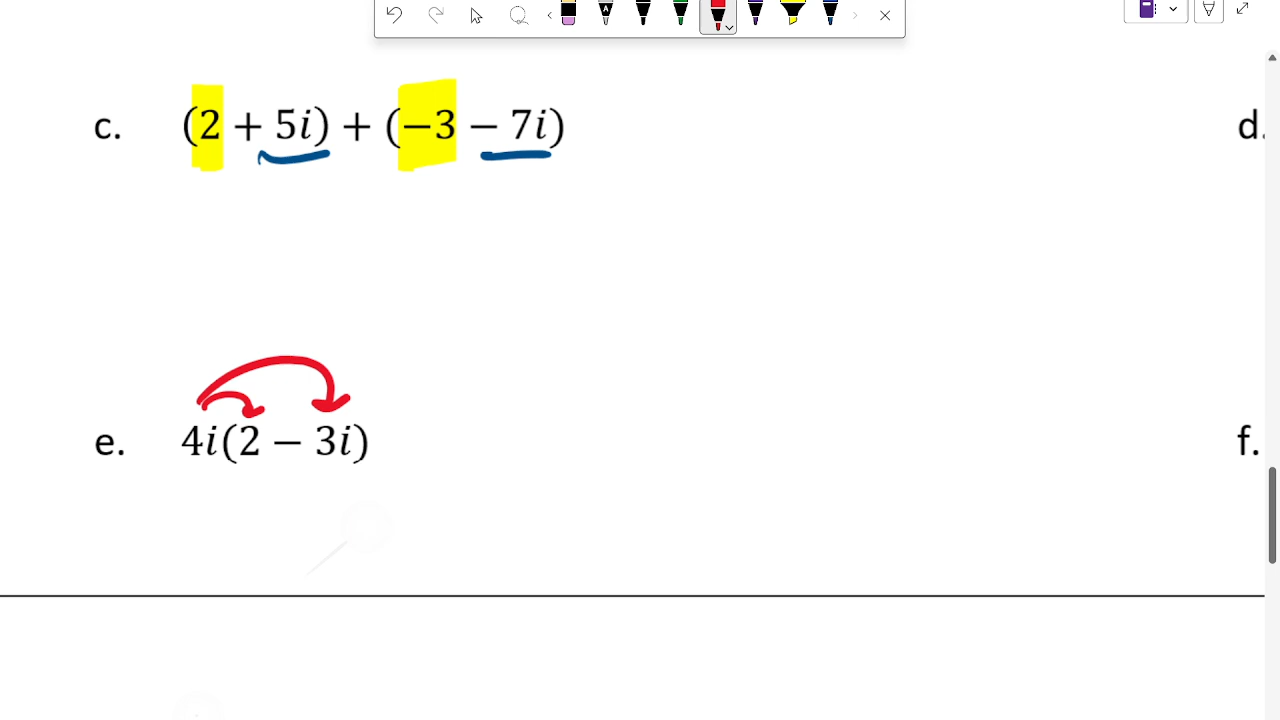 c. (2 + 5i) + (−3 − 7i)
d.
e. 4i(2 − 3i)
f.